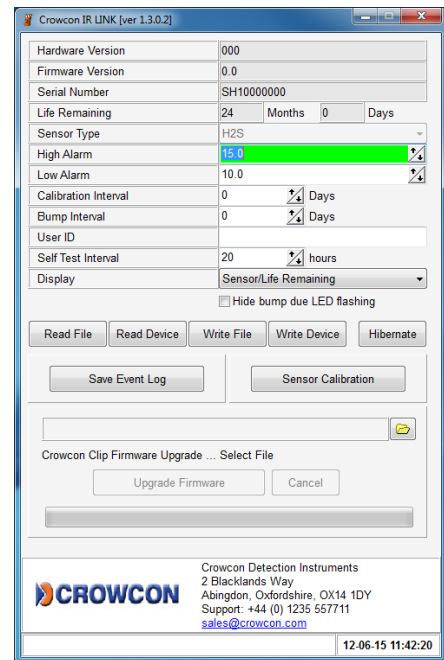 Crowcon IR LINK [ver 1.3.0.2]
Hardware Version 000
Firmware Version 0.0
Serial Number SH10000000
Life Remaining 24 Months 0 Days
Sensor Type H2S
High Alarm 15.0
Low Alarm 10.0
Calibration Interval 0 Days
Bump Interval 0 Days
User ID
Self Test Interval 20 hours
Display Sensor/Life Remaining
Hide bump due LED flashing
Read File Read Device Write File Write Device Hibernate
Save Event Log Sensor Calibration
Crowcon Clip Firmware Upgrade ... Select File
Upgrade Firmware Cancel
CROWCON
Crowcon Detection Instruments
2 Blacklands Way
Abingdon, Oxfordshire, OX14 1DY
Support: +44 (0) 1235 557711
sales@crowcon.com
12-06-15 11:42:20